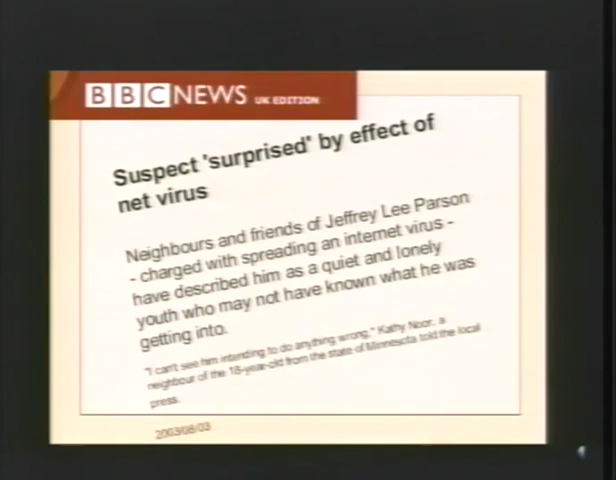 BBC NEWS UK EDITION
Suspect 'surprised' by effect of
net virus
Neighbours and friends of Jeffrey Lee Parson
- charged with spreading an internet virus -
have described him as a quiet and lonely
youth who may not have known what he was
getting into.
"I can't see him intending to do anything wrong," Kathy Noor, a
neighbour of the 18-year-old from the state of Minnesota told the local
press.
2003/08/03